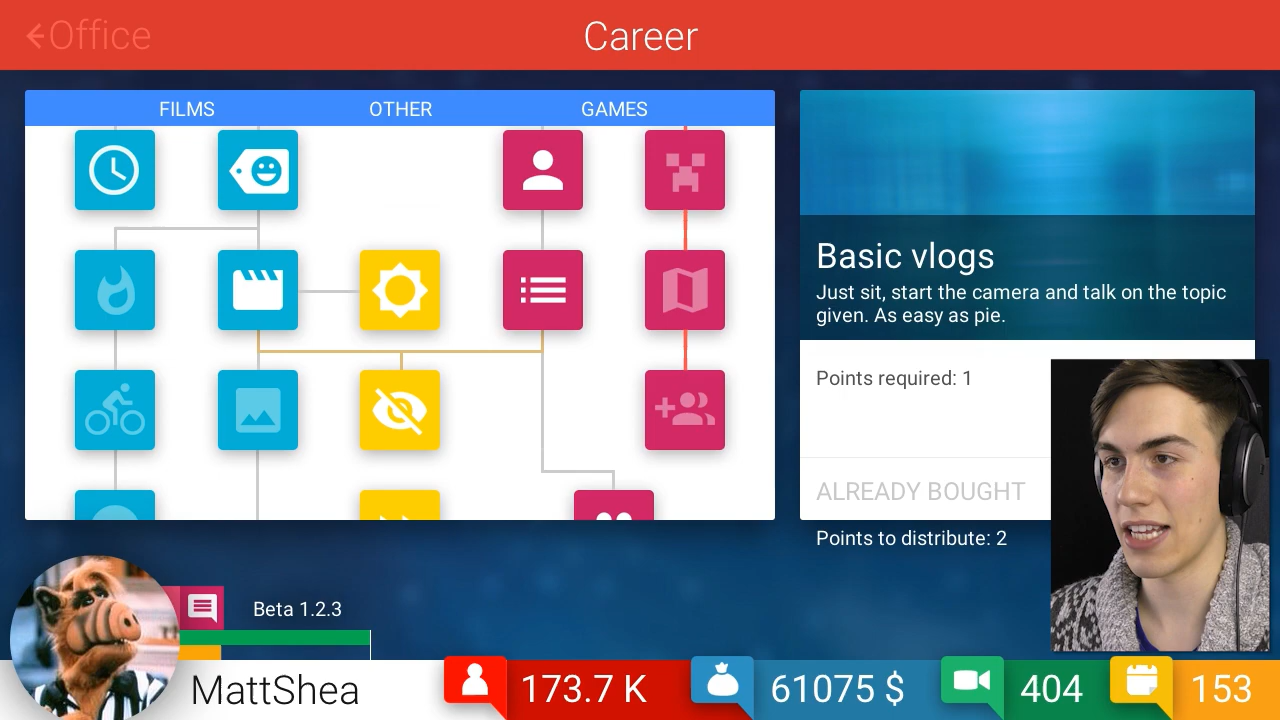 Office
Career
FILMS
OTHER
GAMES
Basic vlogs
Just sit, start the camera and talk on the topic
given. As easy as pie.
Points required: 1
ALREADY BOUGHT
Points to distribute: 2
Beta 1.2.3
MattShea
173.7 K
61075 $
404
153